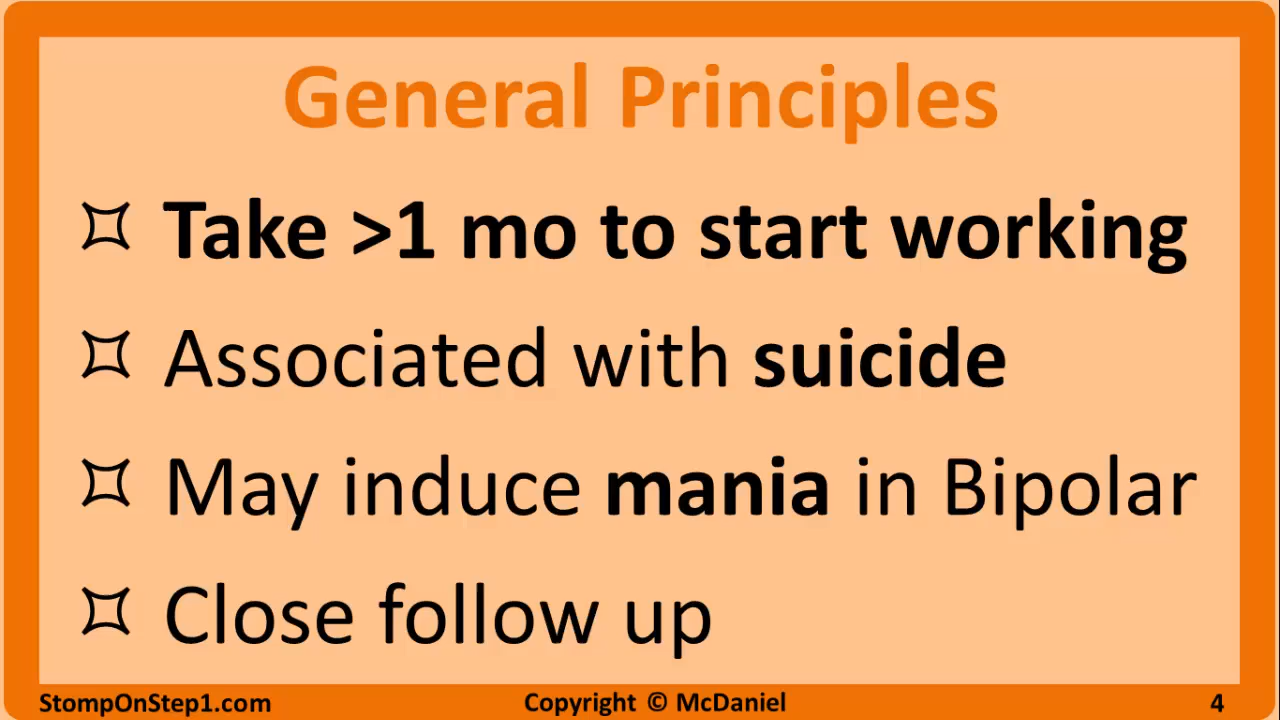 General Principles
Take >1 mo to start working
Associated with suicide
May induce mania in Bipolar
Close follow up
StompOnStep1.com
Copyright © McDaniel
4